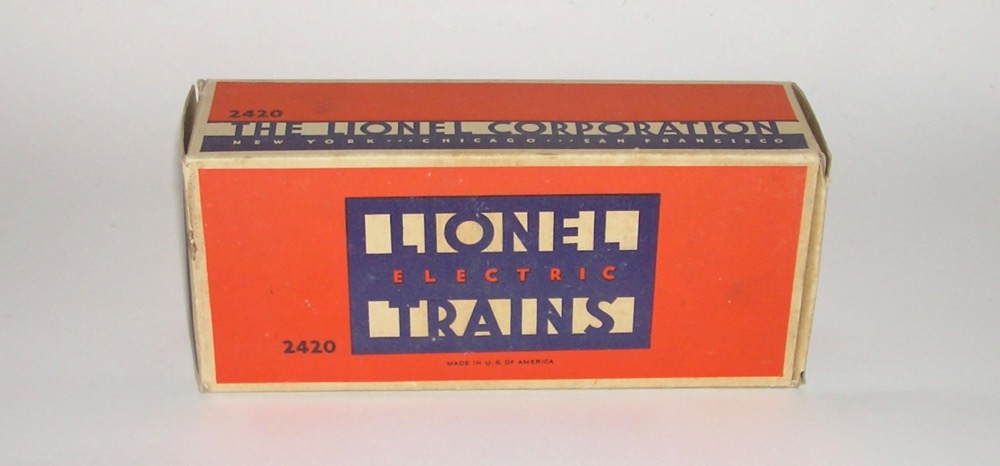 2420
THE LIONEL CORPORATION
NEW YORK ··· CHICAGO ··· SAN FRANCISCO
LIONEL
ELECTRIC
TRAINS
2420
MADE IN U. S. OF AMERICA